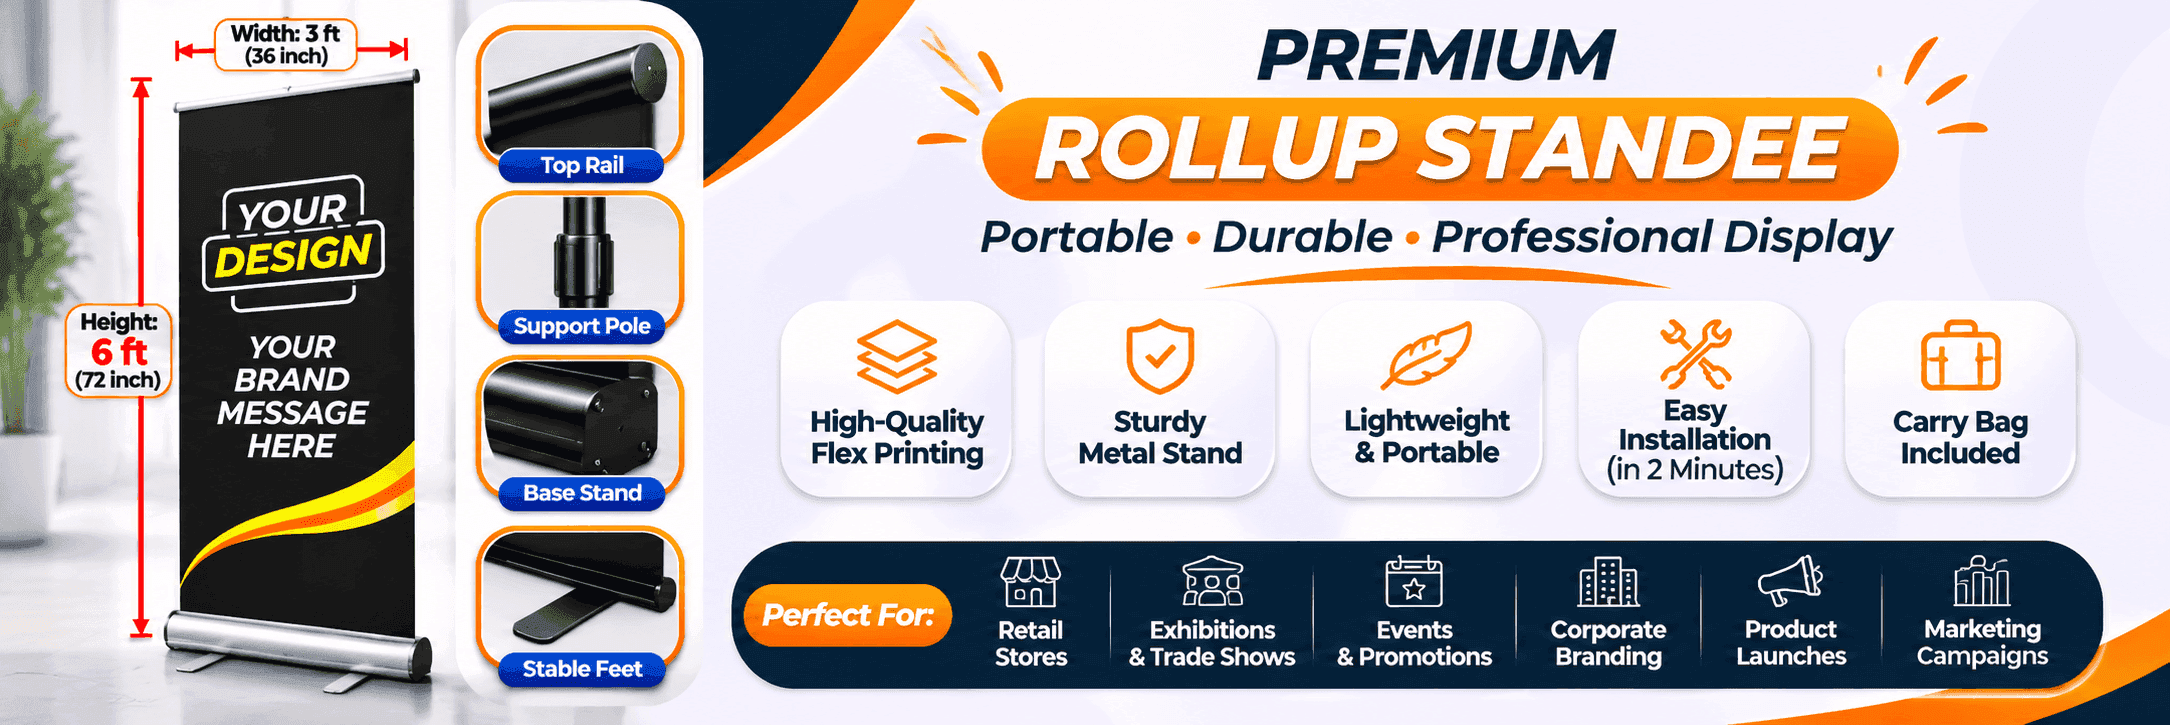 Width: 3 ft
(36 inch)
Height:
6 ft
(72 inch)
YOUR
DESIGN
YOUR
BRAND
MESSAGE
HERE
Top Rail
Support Pole
Base Stand
Stable Feet
PREMIUM
ROLLUP STANDEE
Portable • Durable • Professional Display
High-Quality
Flex Printing
Sturdy
Metal Stand
Lightweight
& Portable
Easy
Installation
(in 2 Minutes)
Carry Bag
Included
Perfect For:
Retail
Stores
Exhibitions
& Trade Shows
Events
& Promotions
Corporate
Branding
Product
Launches
Marketing
Campaigns